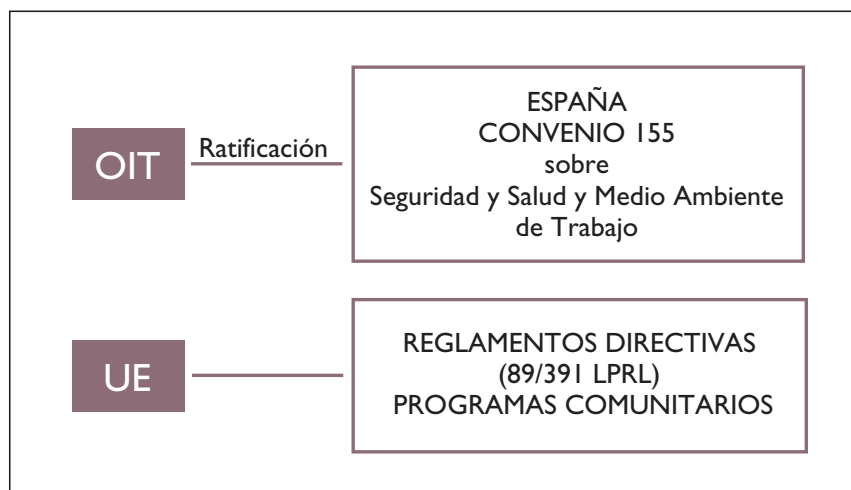 OIT
Ratificación
ESPAÑA
CONVENIO 155
sobre
Seguridad y Salud y Medio Ambiente
de Trabajo
UE
REGLAMENTOS DIRECTIVAS
(89/391 LPRL)
PROGRAMAS COMUNITARIOS